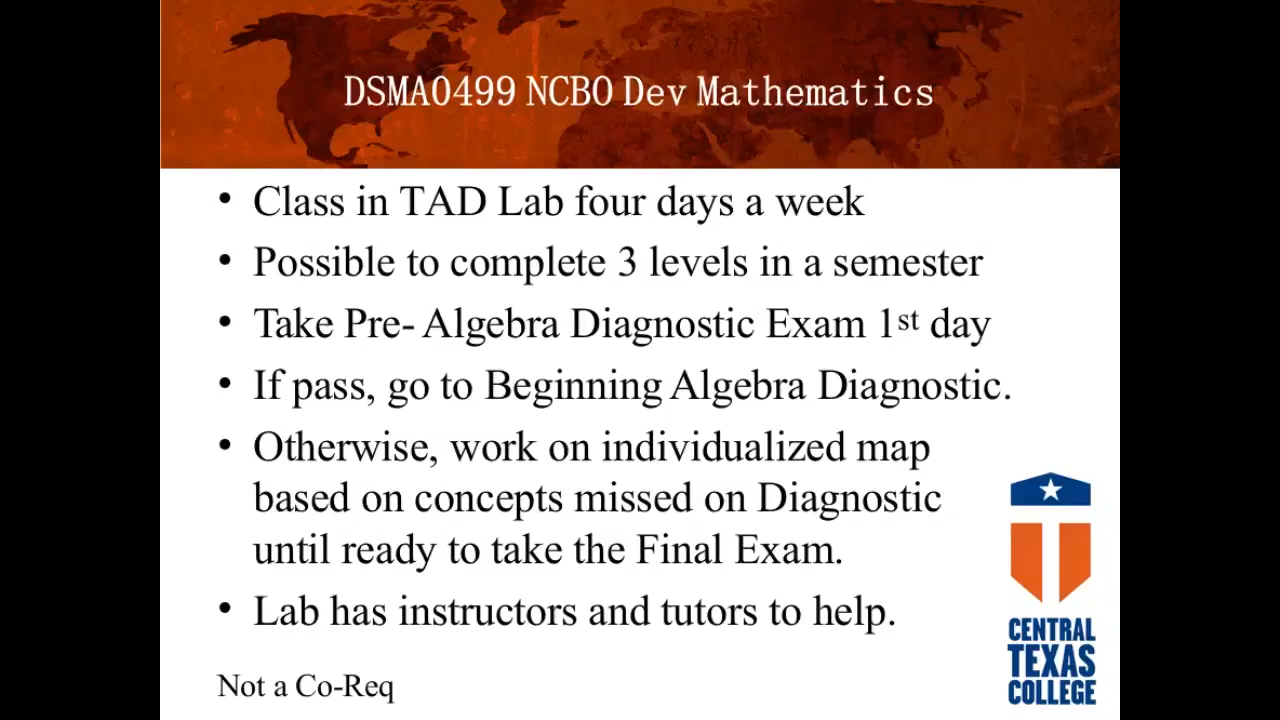 DSMA0499 NCBO Dev Mathematics
• Class in TAD Lab four days a week
• Possible to complete 3 levels in a semester
• Take Pre- Algebra Diagnostic Exam 1st day
• If pass, go to Beginning Algebra Diagnostic.
• Otherwise, work on individualized map
based on concepts missed on Diagnostic
until ready to take the Final Exam.
• Lab has instructors and tutors to help.
Not a Co-Req
CENTRAL
TEXAS
COLLEGE